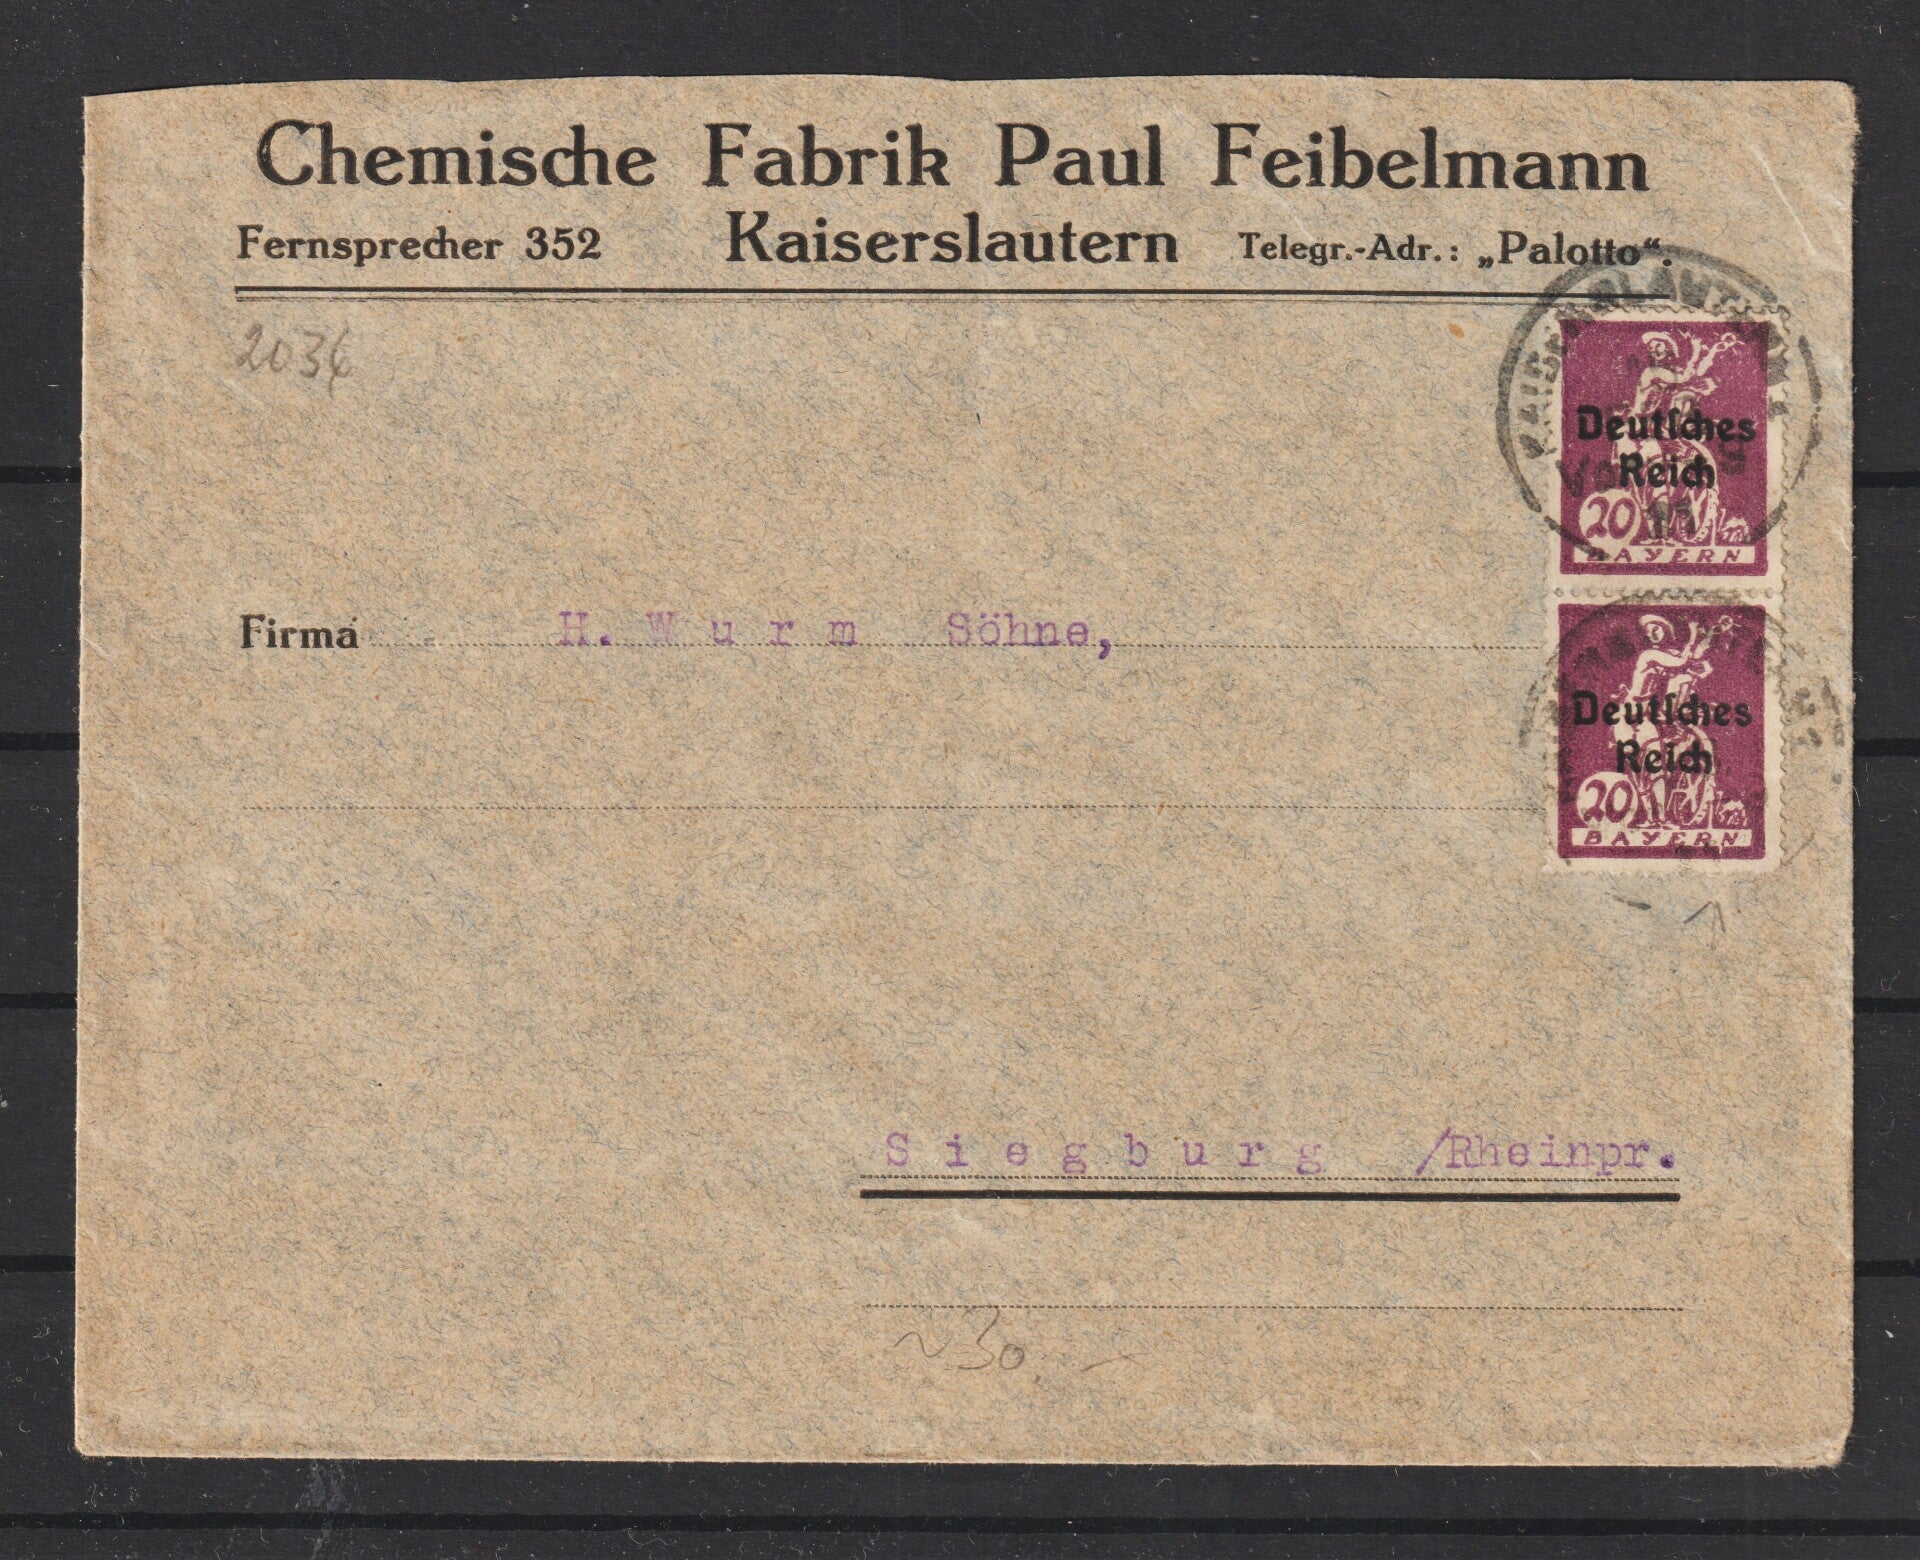 Chemische Fabrik Paul Feibelmann
Fernsprecher 352 Kaiserslautern Telegr.-Adr.: „Palotto“.
2034
Deutſches
Reich
20
BAYERN
Deutſches
Reich
20
BAYERN
Firma H. Wurm Söhne,
Siegburg /Rheinpr.
~30.—